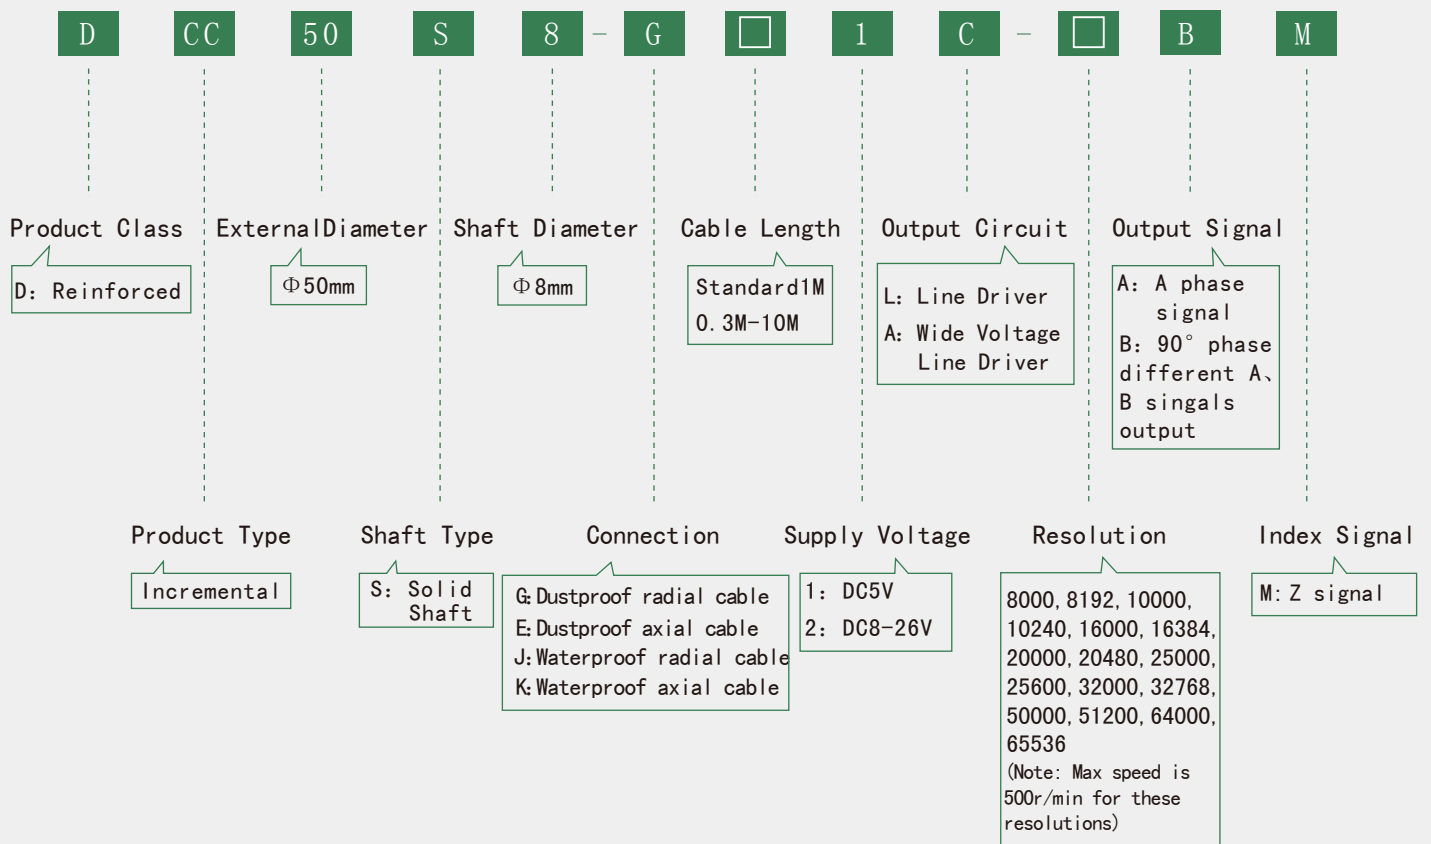 D CC 50 S 8 - G □ 1 C - □ B M
Product Class
D: Reinforced
ExternalDiameter
Φ50mm
Shaft Diameter
Φ8mm
Cable Length
Standard1M
0.3M-10M
Output Circuit
L: Line Driver
A: Wide Voltage
Line Driver
Output Signal
A: A phase
signal
B: 90° phase
different A、
B singals
output
Product Type
Incremental
Shaft Type
S: Solid
Shaft
Connection
G:Dustproof radial cable
E:Dustproof axial cable
J:Waterproof radial cable
K:Waterproof axial cable
Supply Voltage
1: DC5V
2: DC8-26V
Resolution
8000, 8192, 10000,
10240, 16000, 16384,
20000, 20480, 25000,
25600, 32000, 32768,
50000, 51200, 64000,
65536
(Note: Max speed is
500r/min for these
resolutions)
Index Signal
M: Z signal